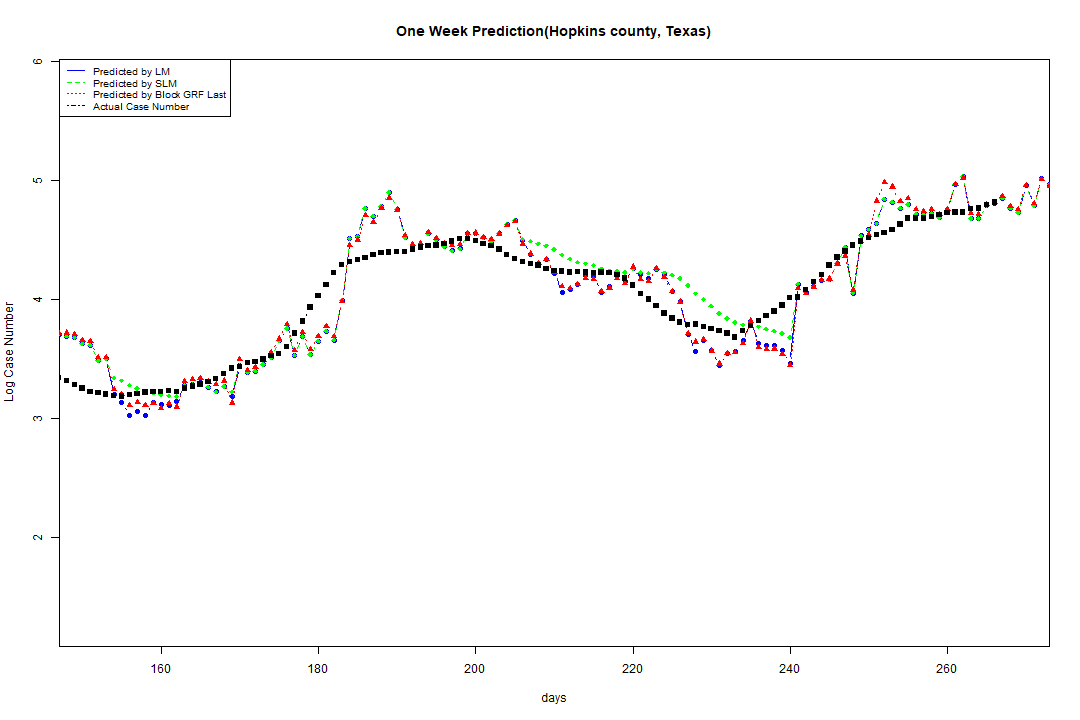 One Week Prediction(Hopkins county, Texas)
Predicted by LM
Predicted by SLM
Predicted by Block GRF Last
Actual Case Number
6
5
4
3
2
Log Case Number
160 180 200 220 240 260
days